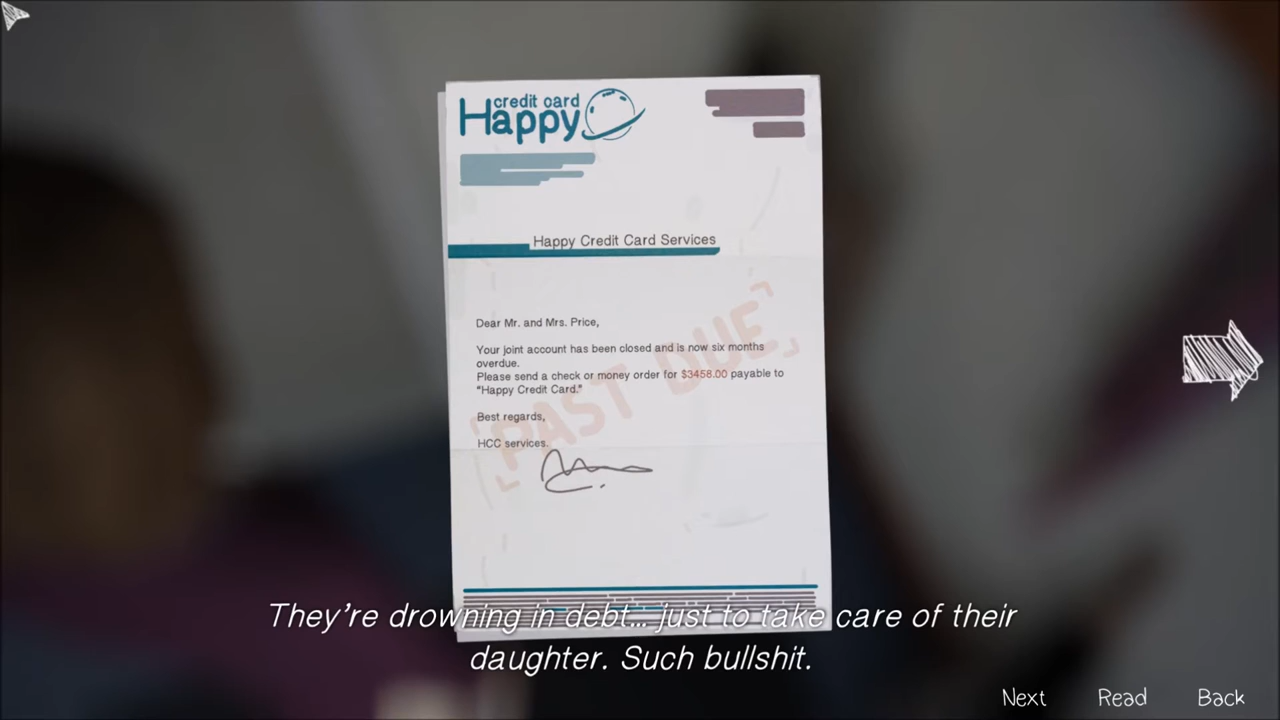 credit card
Happy
Happy Credit Card Services
Dear Mr. and Mrs. Price,
Your joint account has been closed and is now six months
overdue.
Please send a check or money order for $3458.00 payable to
"Happy Credit Card."
PAST DUE
Best regards,
HCC services.
They're drowning in debt... just to take care of their
daughter. Such bullshit.
Next Read Back